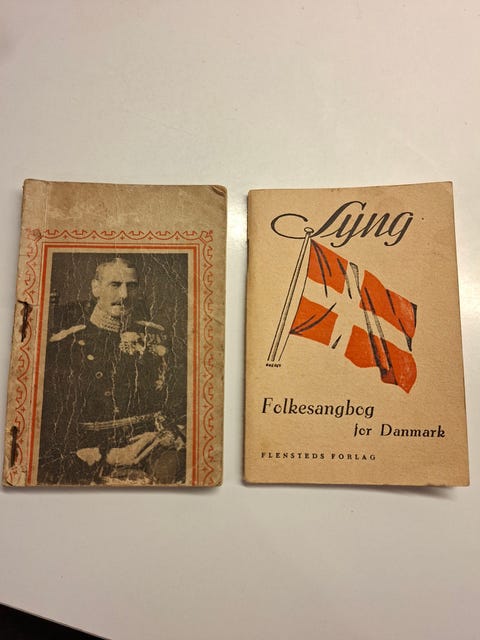 Syng
Folkesangbog
for Danmark
FLENSTEDS FORLAG